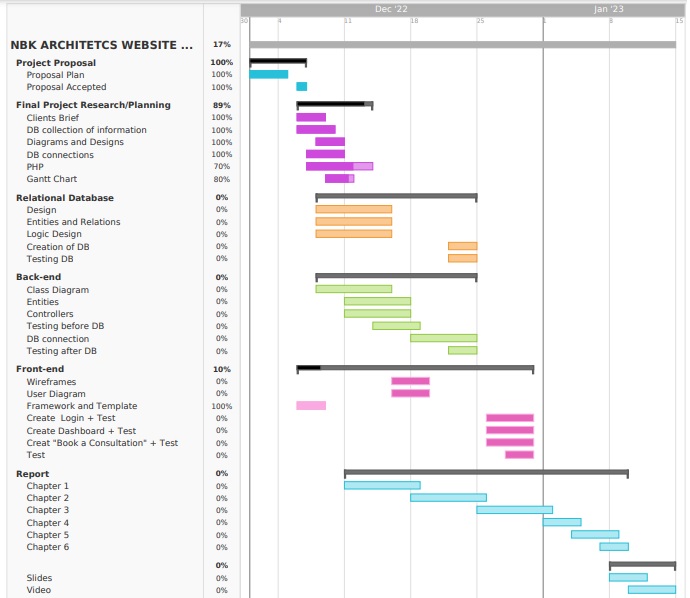 Dec '22 Jan '23
30 4 11 18 25 1 8 15
NBK ARCHITETCS WEBSITE ... 17%
Project Proposal 100%
Proposal Plan 100%
Proposal Accepted 100%
Final Project Research/Planning 89%
Clients Brief 100%
DB collection of information 100%
Diagrams and Designs 100%
DB connections 100%
PHP 70%
Gantt Chart 80%
Relational Database 0%
Design 0%
Entities and Relations 0%
Logic Design 0%
Creation of DB 0%
Testing DB 0%
Back-end 0%
Class Diagram 0%
Entities 0%
Controllers 0%
Testing before DB 0%
DB connection 0%
Testing after DB 0%
Front-end 10%
Wireframes 0%
User Diagram 0%
Framework and Template 100%
Create Login + Test 0%
Create Dashboard + Test 0%
Creat "Book a Consultation" + Test 0%
Test 0%
Report 0%
Chapter 1 0%
Chapter 2 0%
Chapter 3 0%
Chapter 4 0%
Chapter 5 0%
Chapter 6 0%
0%
Slides 0%
Video 0%